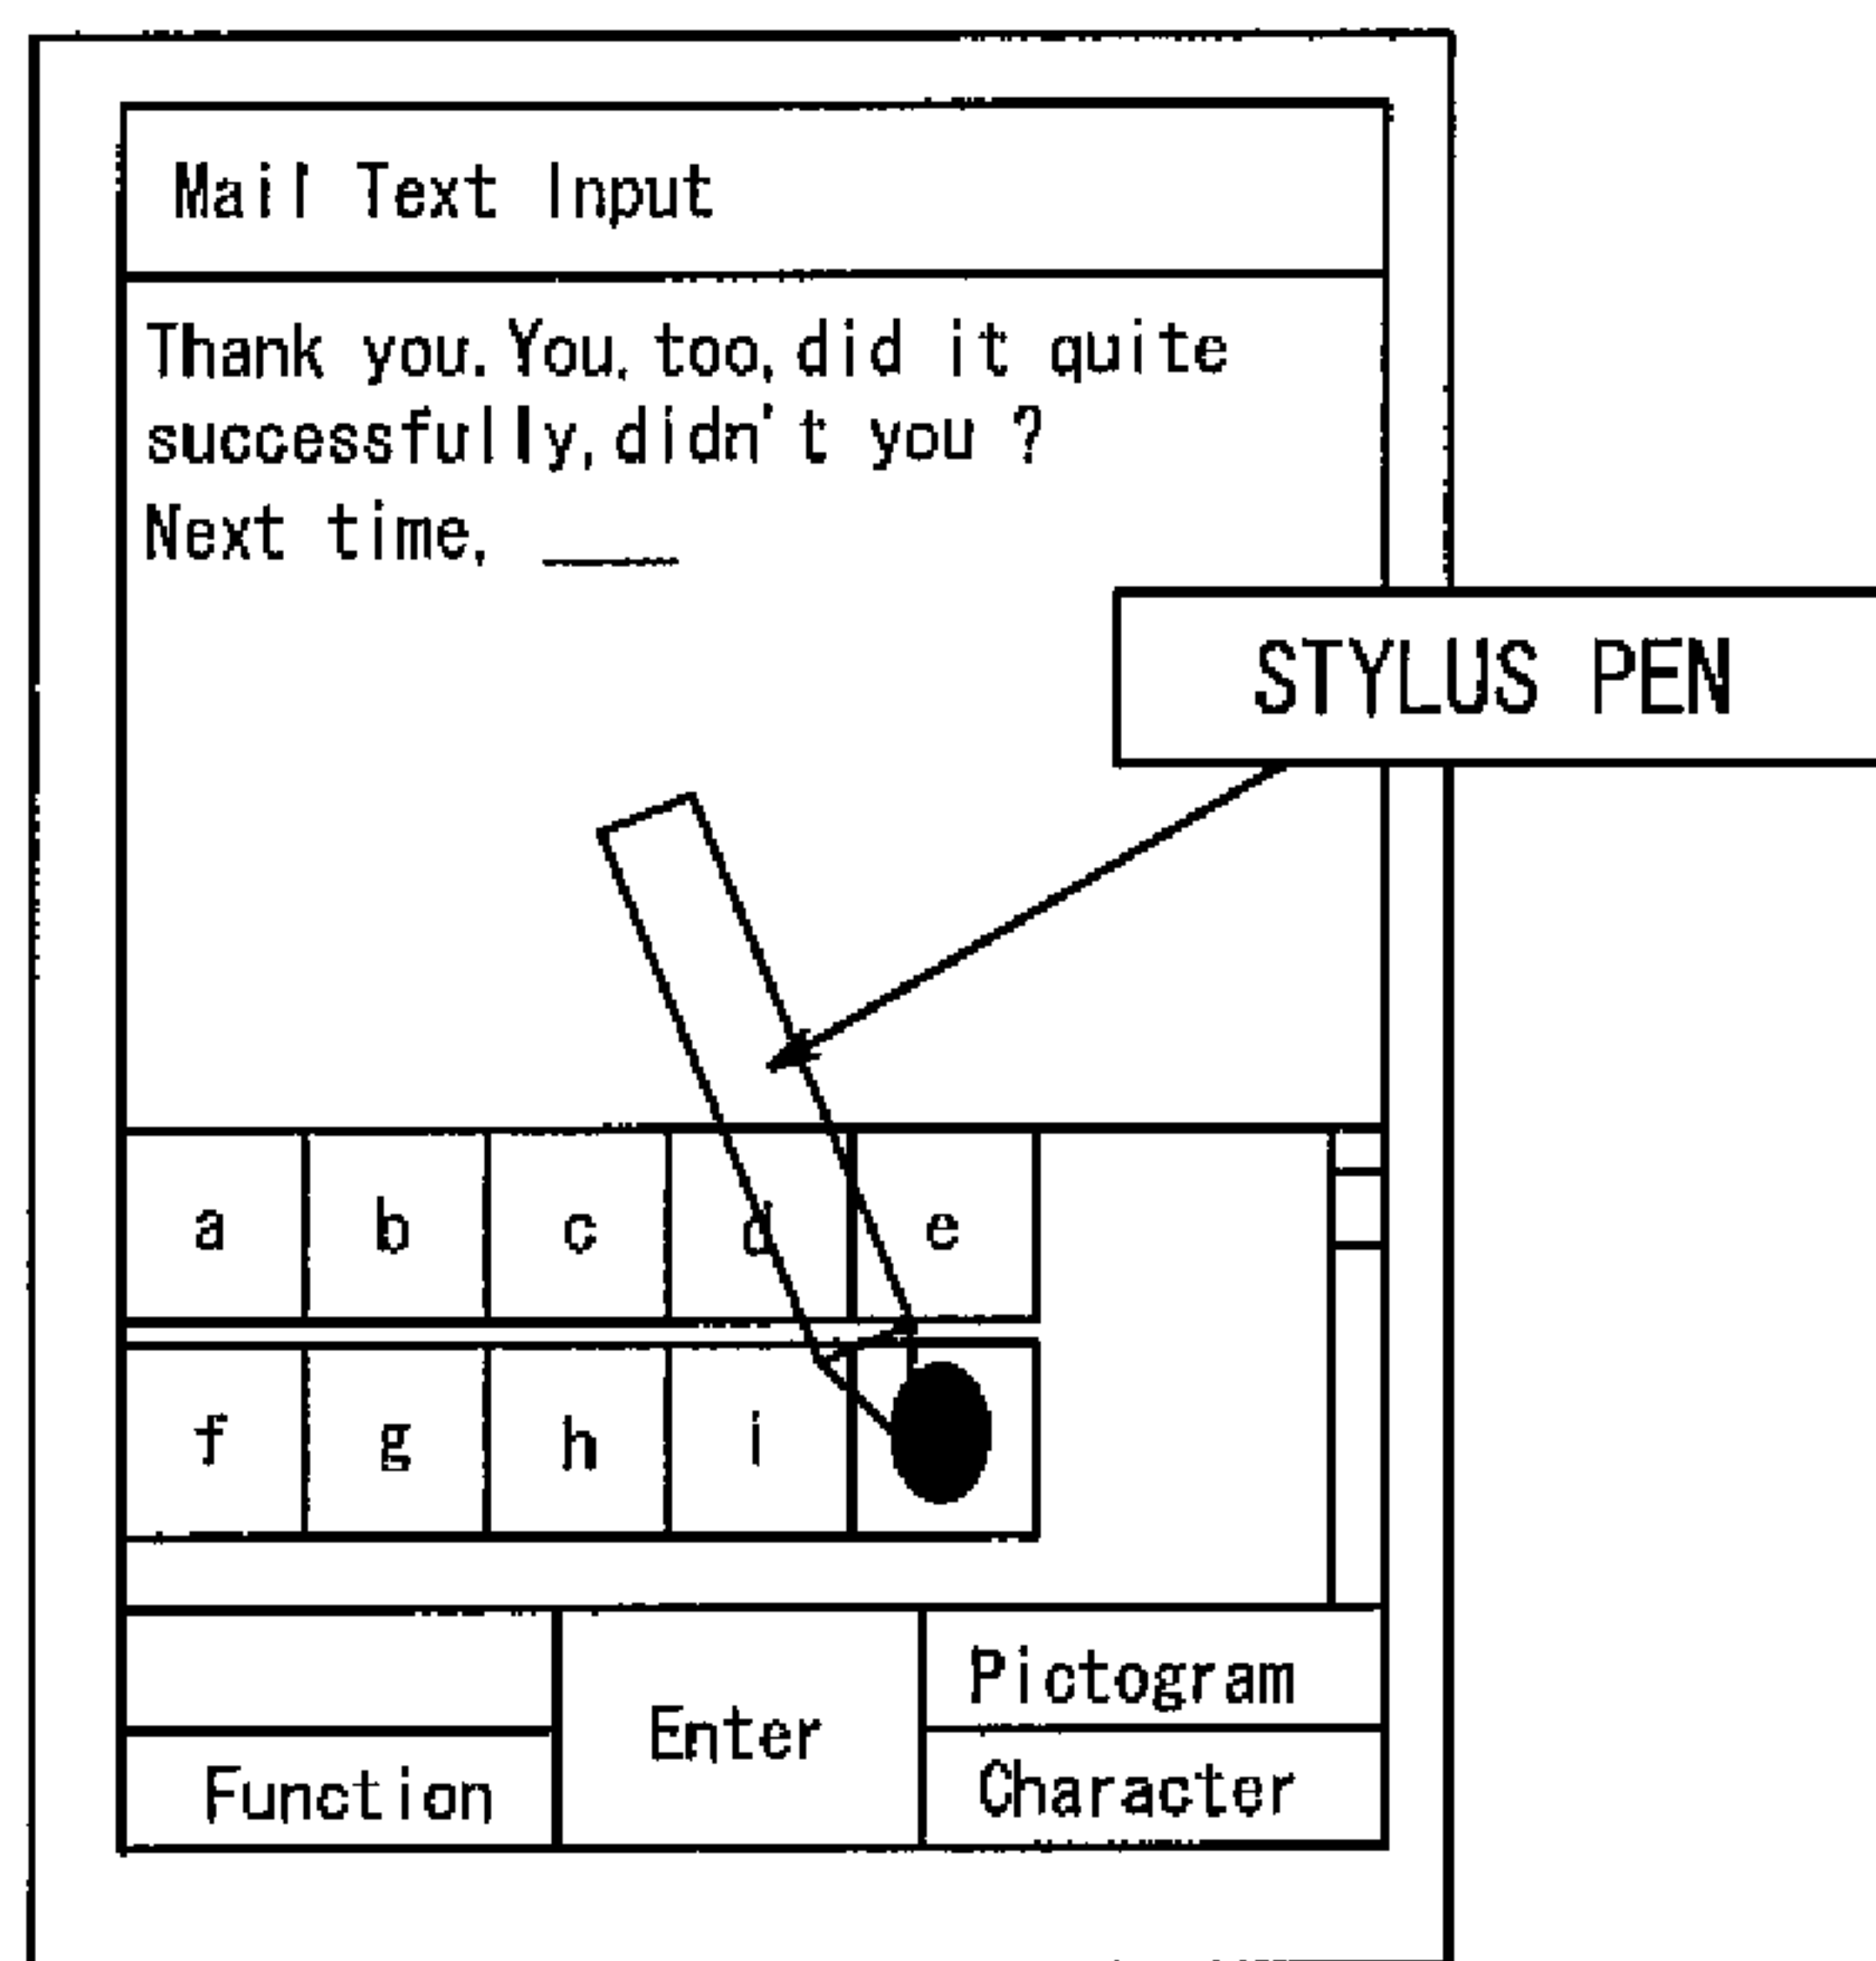 Mail Text Input
Thank you. You, too, did it quite
successfully, didn't you ?
Next time, ____
STYLUS PEN
a b c d e
f g h i
Pictogram
Enter
Function Character